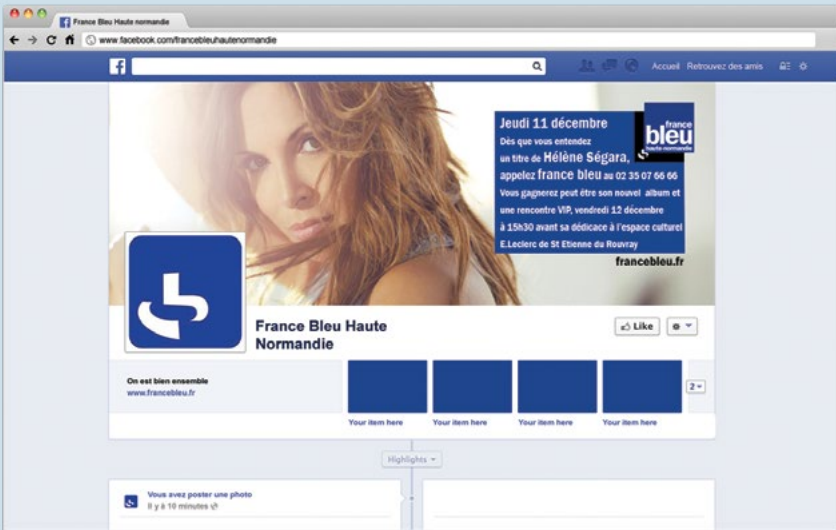 France Bleu Haute normandie
www.facebook.com/francebleuhautenormandie
Accueil Retrouvez des amis
Jeudi 11 décembre
Dès que vous entendez
un titre de Hélène Ségara,
appelez france bleu au 02 35 07 66 66
Vous gagnerez peut être son nouvel album et
une rencontre VIP, vendredi 12 décembre
à 15h30 avant sa dédicace à l'espace culturel
E.Leclerc de St Etienne du Rouvray
france
bleu
haute normandie
francebleu.fr
France Bleu Haute
Normandie
Like
On est bien ensemble
www.francebleu.fr
2
Your item here Your item here Your item here Your item here
Highlights
Vous avez poster une photo
Il y à 10 minutes